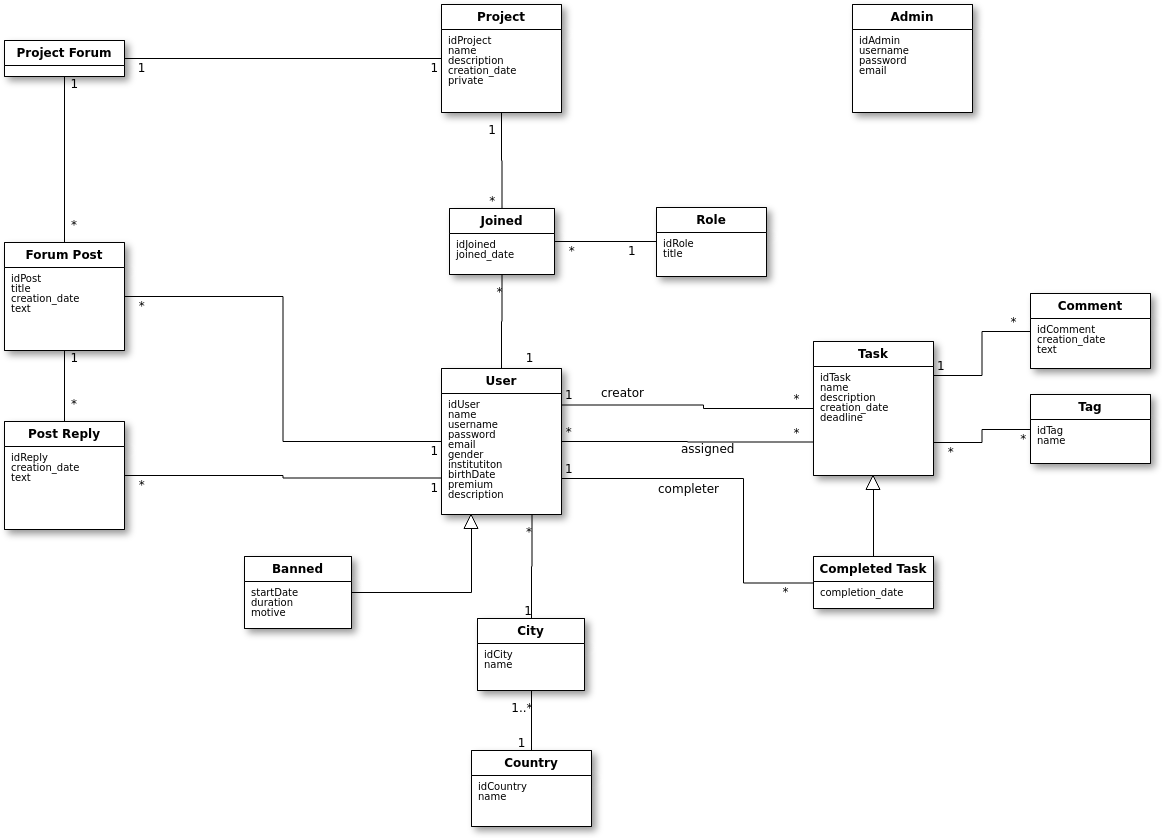 Project
idProject
name
description
creation_date
private
Admin
idAdmin
username
password
email
Project Forum
1
1
1
1
*
*
Joined
idJoined
joined_date
*
1
Role
idRole
title
Forum Post
idPost
title
creation_date
text
*
*
1
1
*
Comment
idComment
creation_date
text
*
Task
idTask
name
description
creation_date
deadline
1
Tag
idTag
name
*
*
User
idUser
name
username
password
email
gender
institutiton
birthDate
premium
description
1
creator
*
*
assigned
*
1
completer
*
1
1
Post Reply
idReply
creation_date
text
*
Banned
startDate
duration
motive
Completed Task
completion_date
*
1
City
idCity
name
1..*
1
Country
idCountry
name